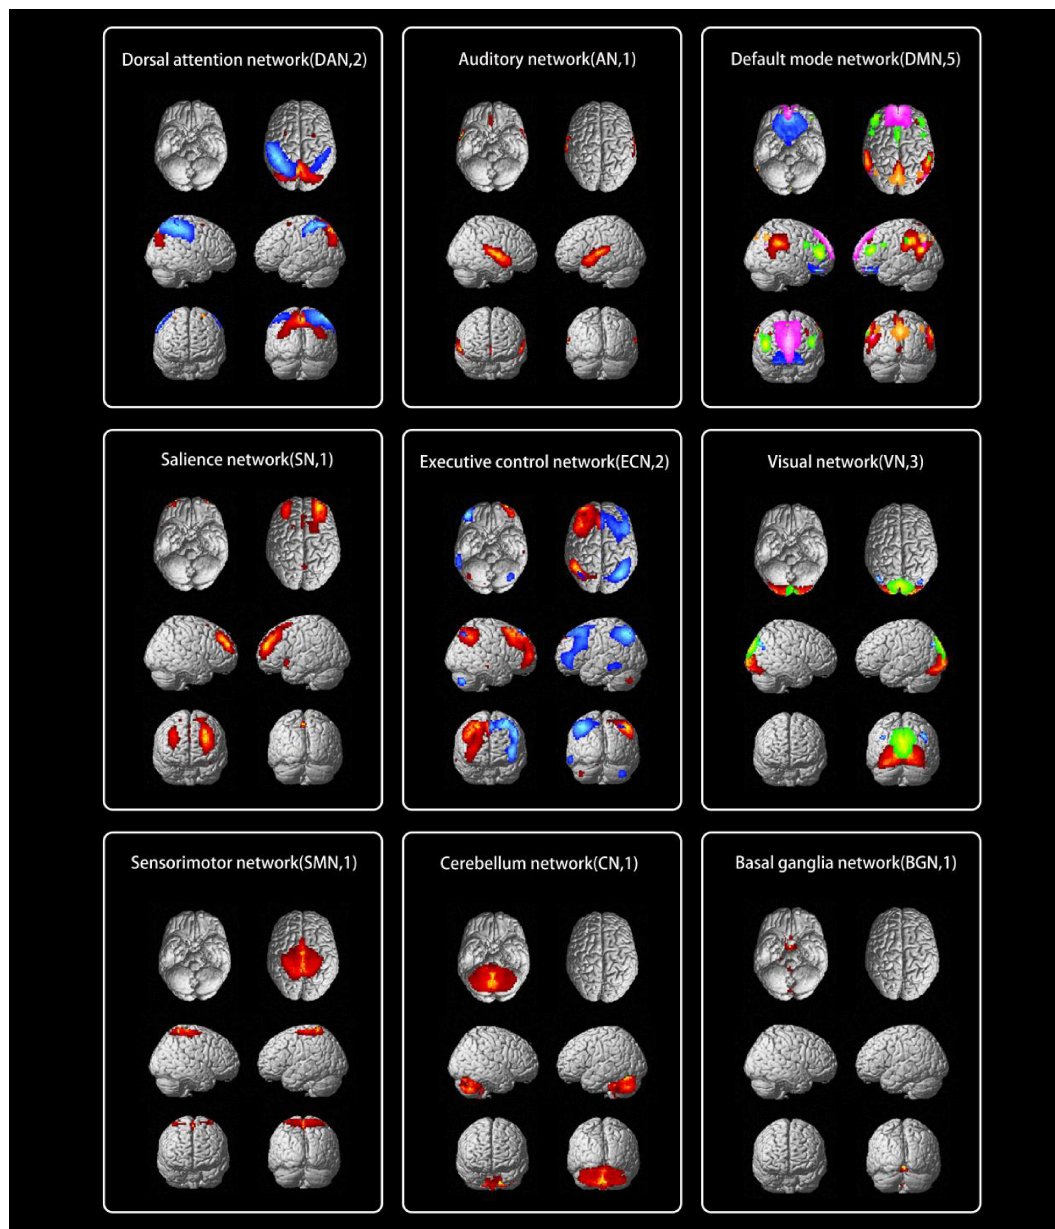 Dorsal attention network(DAN,2)
Auditory network(AN,1)
Default mode network(DMN,5)
Salience network(SN,1)
Executive control network(ECN,2)
Visual network(VN,3)
Sensorimotor network(SMN,1)
Cerebellum network(CN,1)
Basal ganglia network(BGN,1)